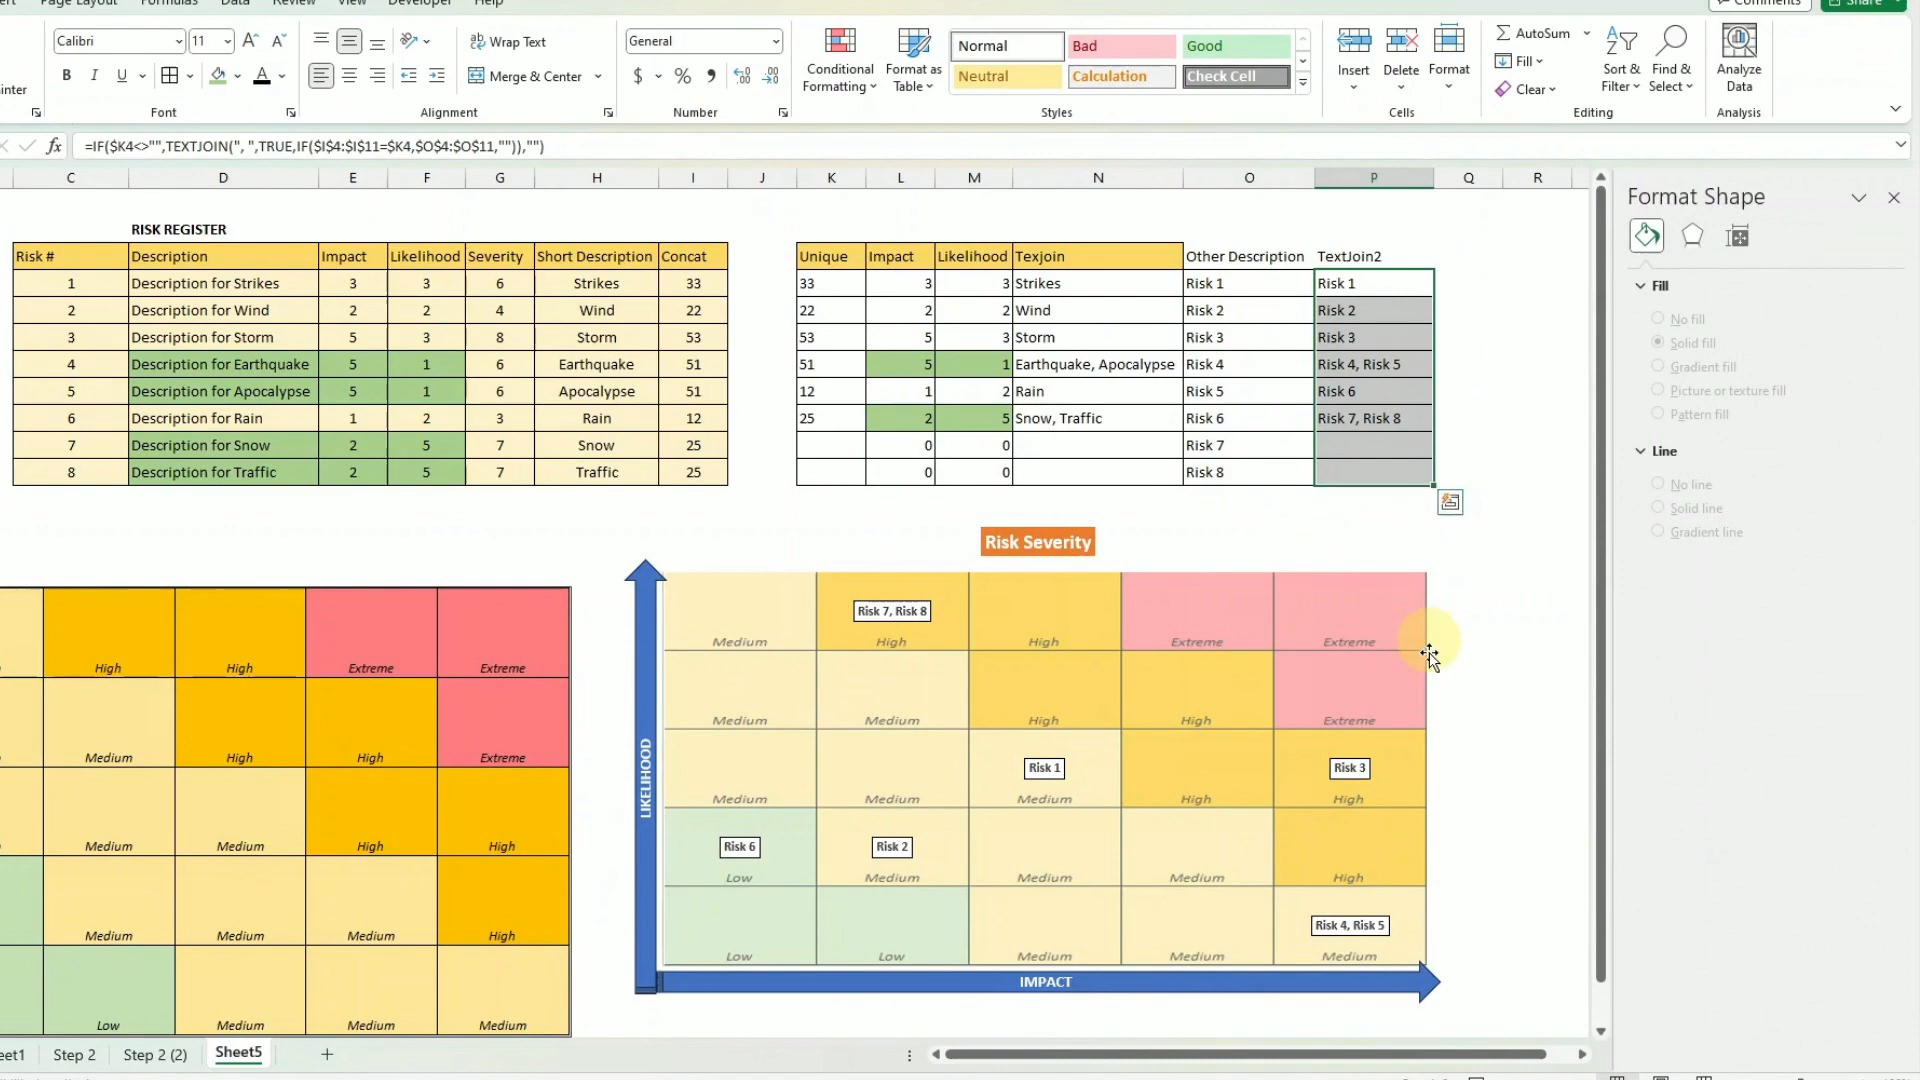 Page Layout Formulas Data Review View Developer Help
Comments Share
Calibri 11 Wrap Text General Normal Bad Good AutoSum
B I U Merge & Center $ % Neutral Calculation Check Cell Fill
Conditional Formatting Format as Table Insert Delete Format Clear Sort & Filter Find & Select Analyze Data
Font Alignment Number Styles Cells Editing Analysis
fx =IF($K4<>"",TEXTJOIN(", ",TRUE,IF($I$4:$I$11=$K4,$O$4:$O$11,"")),"")
C D E F G H I J K L M N O P Q R
RISK REGISTER
Risk # Description Impact Likelihood Severity Short Description Concat Unique Impact Likelihood Texjoin Other Description TextJoin2
1 Description for Strikes 3 3 6 Strikes 33 33 3 3 Strikes Risk 1 Risk 1
2 Description for Wind 2 2 4 Wind 22 22 2 2 Wind Risk 2 Risk 2
3 Description for Storm 5 3 8 Storm 53 53 5 3 Storm Risk 3 Risk 3
4 Description for Earthquake 5 1 6 Earthquake 51 51 5 1 Earthquake, Apocalypse Risk 4 Risk 4, Risk 5
5 Description for Apocalypse 5 1 6 Apocalypse 51 12 1 2 Rain Risk 5 Risk 6
6 Description for Rain 1 2 3 Rain 12 25 2 5 Snow, Traffic Risk 6 Risk 7, Risk 8
7 Description for Snow 2 5 7 Snow 25 0 0 Risk 7
8 Description for Traffic 2 5 7 Traffic 25 0 0 Risk 8
High High Extreme Extreme
Medium High High Extreme
Medium Medium High High
Medium Medium Medium High
Low Medium Medium Medium
Risk Severity
LIKELIHOOD
Risk 7, Risk 8
Medium High High Extreme Extreme
Medium Medium High High Extreme
Risk 1 Risk 3
Medium Medium Medium High High
Risk 6 Risk 2
Low Medium Medium Medium High
Risk 4, Risk 5
Low Low Medium Medium Medium
IMPACT
Format Shape
Fill
No fill
Solid fill
Gradient fill
Picture or texture fill
Pattern fill
Line
No line
Solid line
Gradient line
Step 2 Step 2 (2) Sheet5